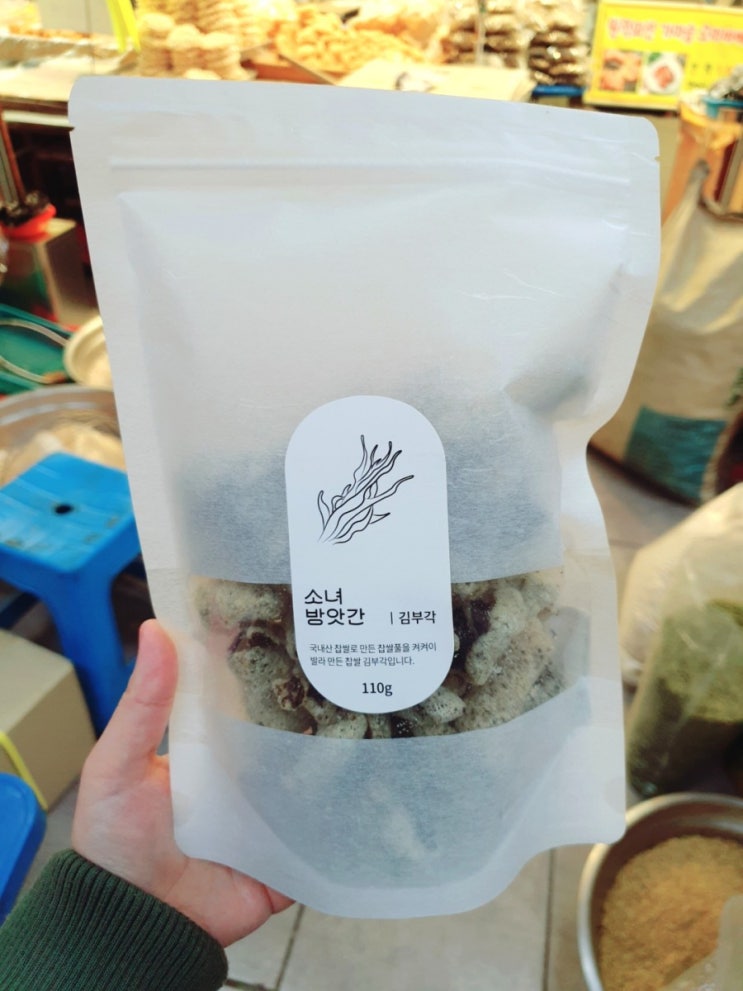 소녀
방앗간 | 김부각
국내산 찹쌀로 만든 찹쌀풀을 켜켜이
발라 만든 찹쌀 김부각입니다.
110g